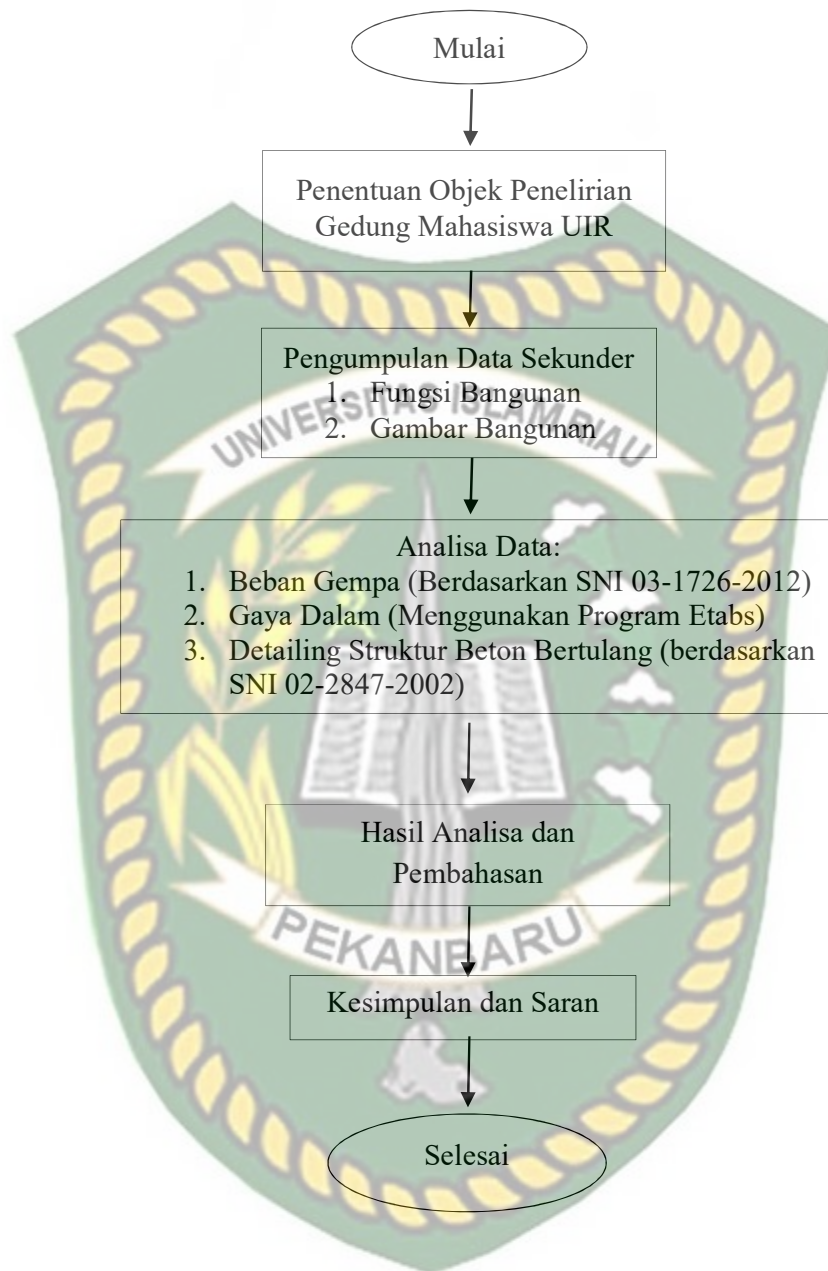 Mulai
Penentuan Objek Penelirian
Gedung Mahasiswa UIR
Pengumpulan Data Sekunder
1. Fungsi Bangunan
2. Gambar Bangunan
UNIVERSITAS ISLAM RIAU
Analisa Data:
1. Beban Gempa (Berdasarkan SNI 03-1726-2012)
2. Gaya Dalam (Menggunakan Program Etabs)
3. Detailing Struktur Beton Bertulang (berdasarkan
SNI 02-2847-2002)
Hasil Analisa dan
Pembahasan
PEKANBARU
Kesimpulan dan Saran
Selesai